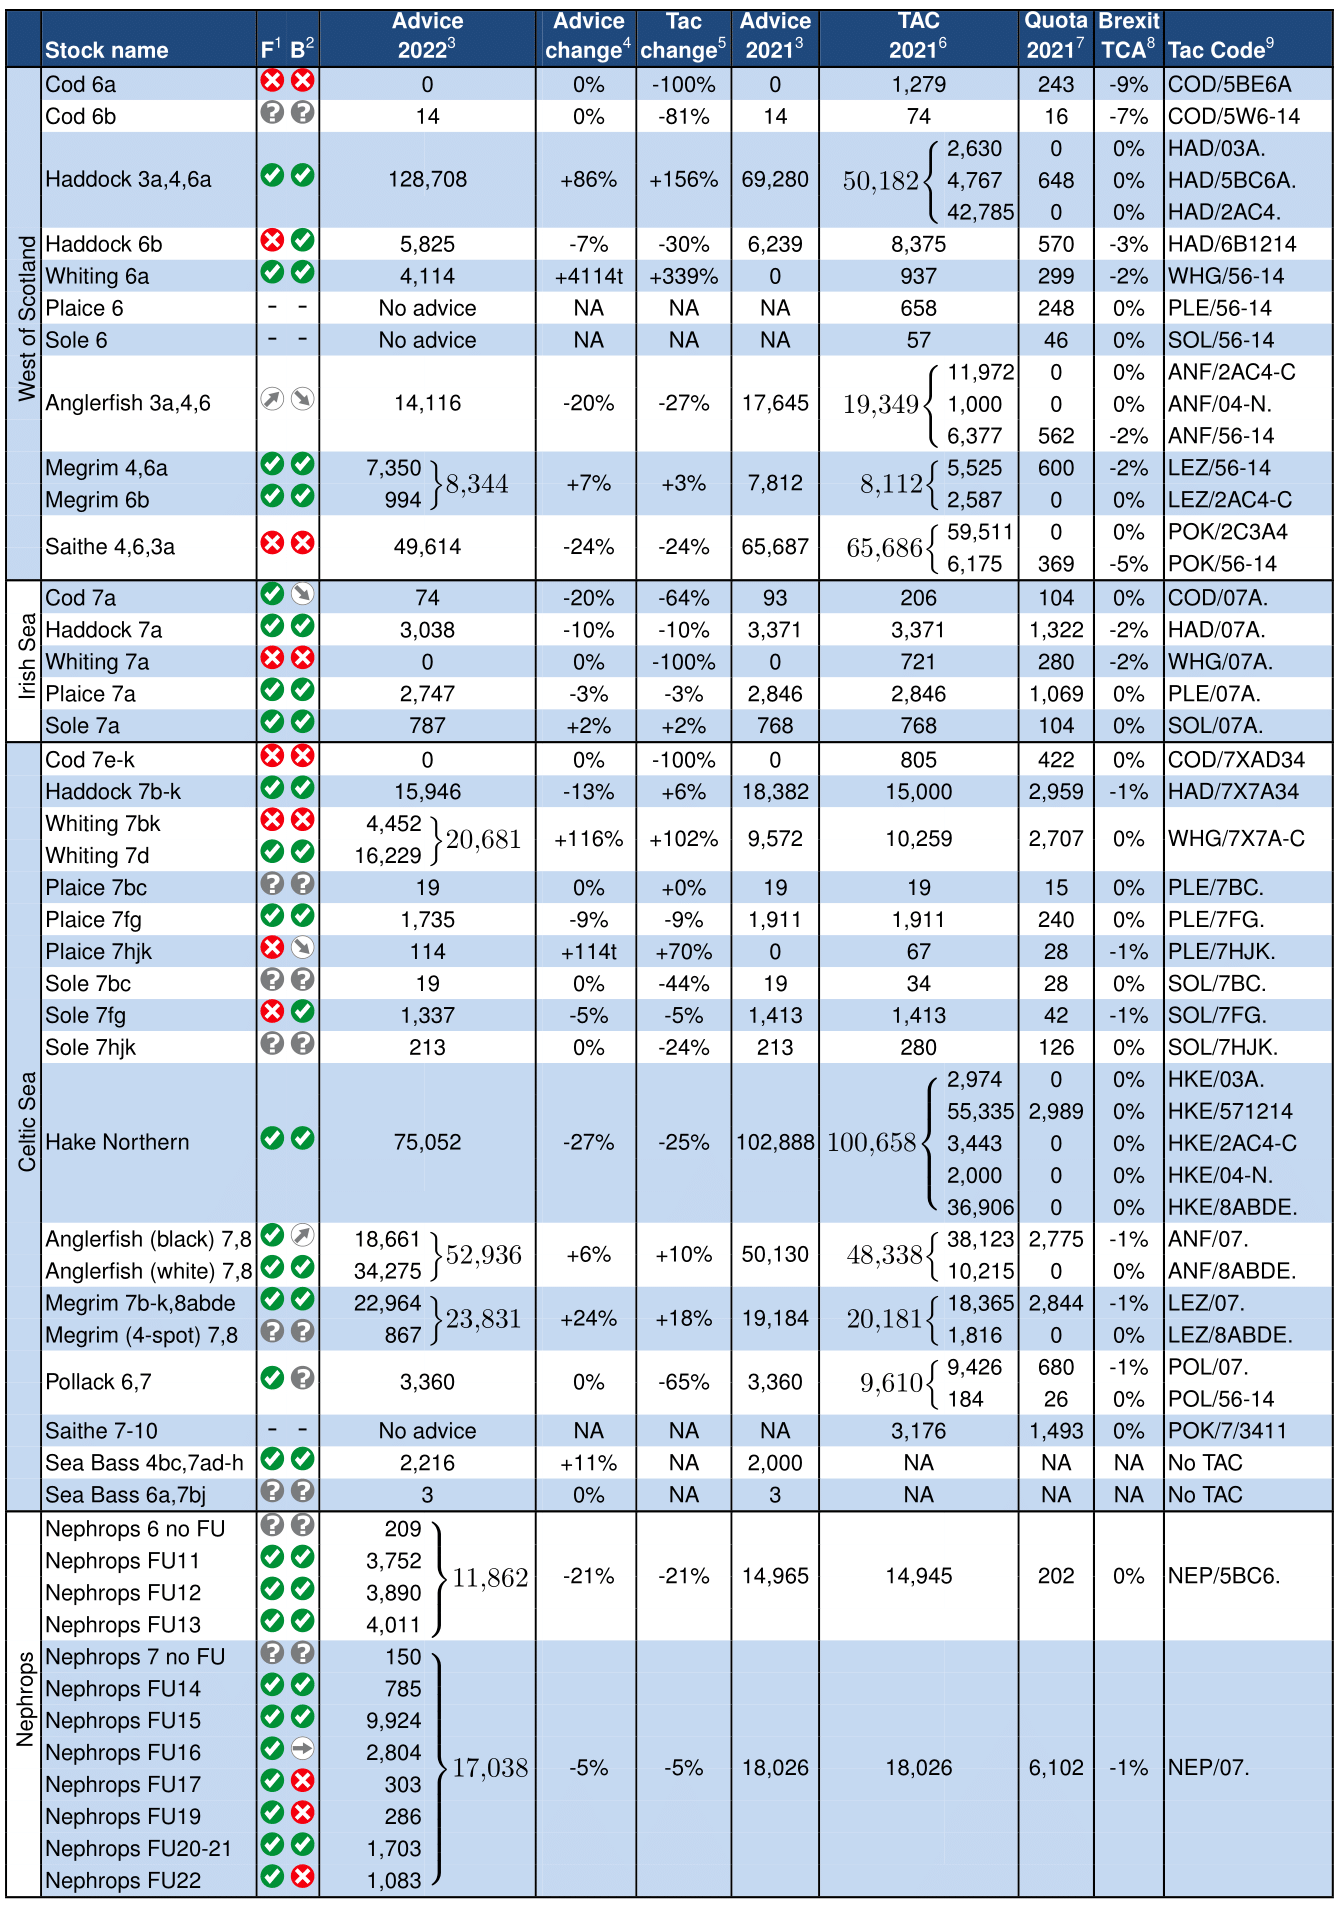 Stock name F1 B2 Advice 20223 Advice change4 Tac change5 Advice 20213 TAC 20216 Quota 20217 Brexit TCA8 Tac Code9
West of Scotland
Cod 6a 0 0% -100% 0 1,279 243 -9% COD/5BE6A
Cod 6b ? ? 14 0% -81% 14 74 16 -7% COD/5W6-14
2,630 0 0% HAD/03A.
Haddock 3a,4,6a 128,708 +86% +156% 69,280 50,182 4,767 648 0% HAD/5BC6A.
42,785 0 0% HAD/2AC4.
Haddock 6b 5,825 -7% -30% 6,239 8,375 570 -3% HAD/6B1214
Whiting 6a 4,114 +4114t +339% 0 937 299 -2% WHG/56-14
Plaice 6 - - No advice NA NA NA 658 248 0% PLE/56-14
Sole 6 - - No advice NA NA NA 57 46 0% SOL/56-14
11,972 0 0% ANF/2AC4-C
Anglerfish 3a,4,6 14,116 -20% -27% 17,645 19,349 1,000 0 0% ANF/04-N.
6,377 562 -2% ANF/56-14
Megrim 4,6a 7,350 8,344 +7% +3% 7,812 8,112 5,525 600 -2% LEZ/56-14
Megrim 6b 994 2,587 0 0% LEZ/2AC4-C
Saithe 4,6,3a 49,614 -24% -24% 65,687 65,686 59,511 0 0% POK/2C3A4
6,175 369 -5% POK/56-14
Irish Sea
Cod 7a 74 -20% -64% 93 206 104 0% COD/07A.
Haddock 7a 3,038 -10% -10% 3,371 3,371 1,322 -2% HAD/07A.
Whiting 7a 0 0% -100% 0 721 280 -2% WHG/07A.
Plaice 7a 2,747 -3% -3% 2,846 2,846 1,069 0% PLE/07A.
Sole 7a 787 +2% +2% 768 768 104 0% SOL/07A.
Celtic Sea
Cod 7e-k 0 0% -100% 0 805 422 0% COD/7XAD34
Haddock 7b-k 15,946 -13% +6% 18,382 15,000 2,959 -1% HAD/7X7A34
Whiting 7bk 4,452 20,681 +116% +102% 9,572 10,259 2,707 0% WHG/7X7A-C
Whiting 7d 16,229
Plaice 7bc ? ? 19 0% +0% 19 19 15 0% PLE/7BC.
Plaice 7fg 1,735 -9% -9% 1,911 1,911 240 0% PLE/7FG.
Plaice 7hjk 114 +114t +70% 0 67 28 -1% PLE/7HJK.
Sole 7bc ? ? 19 0% -44% 19 34 28 0% SOL/7BC.
Sole 7fg 1,337 -5% -5% 1,413 1,413 42 -1% SOL/7FG.
Sole 7hjk ? ? 213 0% -24% 213 280 126 0% SOL/7HJK.
2,974 0 0% HKE/03A.
55,335 2,989 0% HKE/571214
Hake Northern 75,052 -27% -25% 102,888 100,658 3,443 0 0% HKE/2AC4-C
2,000 0 0% HKE/04-N.
36,906 0 0% HKE/8ABDE.
Anglerfish (black) 7,8 18,661 52,936 +6% +10% 50,130 48,338 38,123 2,775 -1% ANF/07.
Anglerfish (white) 7,8 34,275 10,215 0 0% ANF/8ABDE.
Megrim 7b-k,8abde 22,964 23,831 +24% +18% 19,184 20,181 18,365 2,844 -1% LEZ/07.
Megrim (4-spot) 7,8 ? ? 867 1,816 0 0% LEZ/8ABDE.
Pollack 6,7 ? 3,360 0% -65% 3,360 9,610 9,426 680 -1% POL/07.
184 26 0% POL/56-14
Saithe 7-10 - - No advice NA NA NA 3,176 1,493 0% POK/7/3411
Sea Bass 4bc,7ad-h 2,216 +11% NA 2,000 NA NA NA No TAC
Sea Bass 6a,7bj ? ? 3 0% NA 3 NA NA NA No TAC
Nephrops
Nephrops 6 no FU ? ? 209
Nephrops FU11 3,752 11,862 -21% -21% 14,965 14,945 202 0% NEP/5BC6.
Nephrops FU12 3,890
Nephrops FU13 4,011
Nephrops 7 no FU ? ? 150
Nephrops FU14 785
Nephrops FU15 9,924
Nephrops FU16 2,804 17,038 -5% -5% 18,026 18,026 6,102 -1% NEP/07.
Nephrops FU17 303
Nephrops FU19 286
Nephrops FU20-21 1,703
Nephrops FU22 1,083